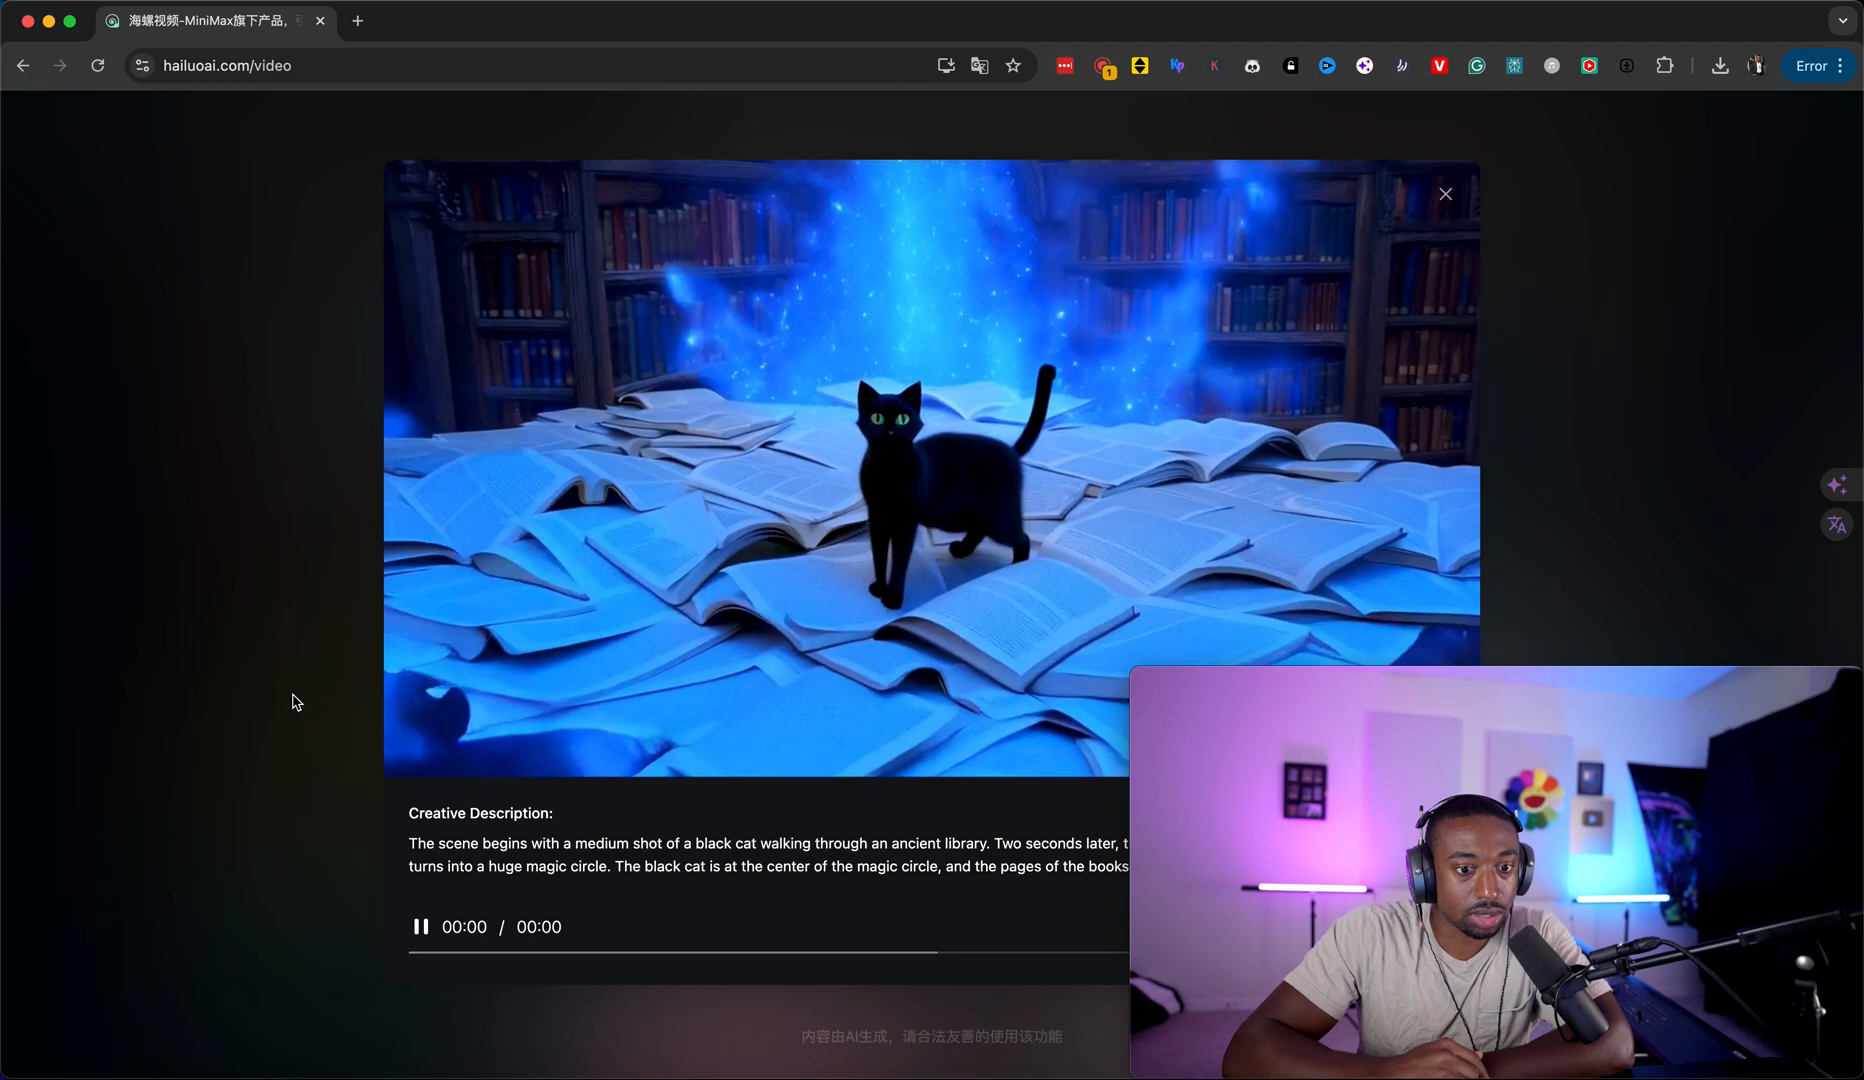 海螺视频-MiniMax旗下产品，
hailuoai.com/video
1
Error
Creative Description:
The scene begins with a medium shot of a black cat walking through an ancient library. Two seconds later, t
turns into a huge magic circle. The black cat is at the center of the magic circle, and the pages of the books
00:00 / 00:00
内容由AI生成，请合法友善的使用该功能